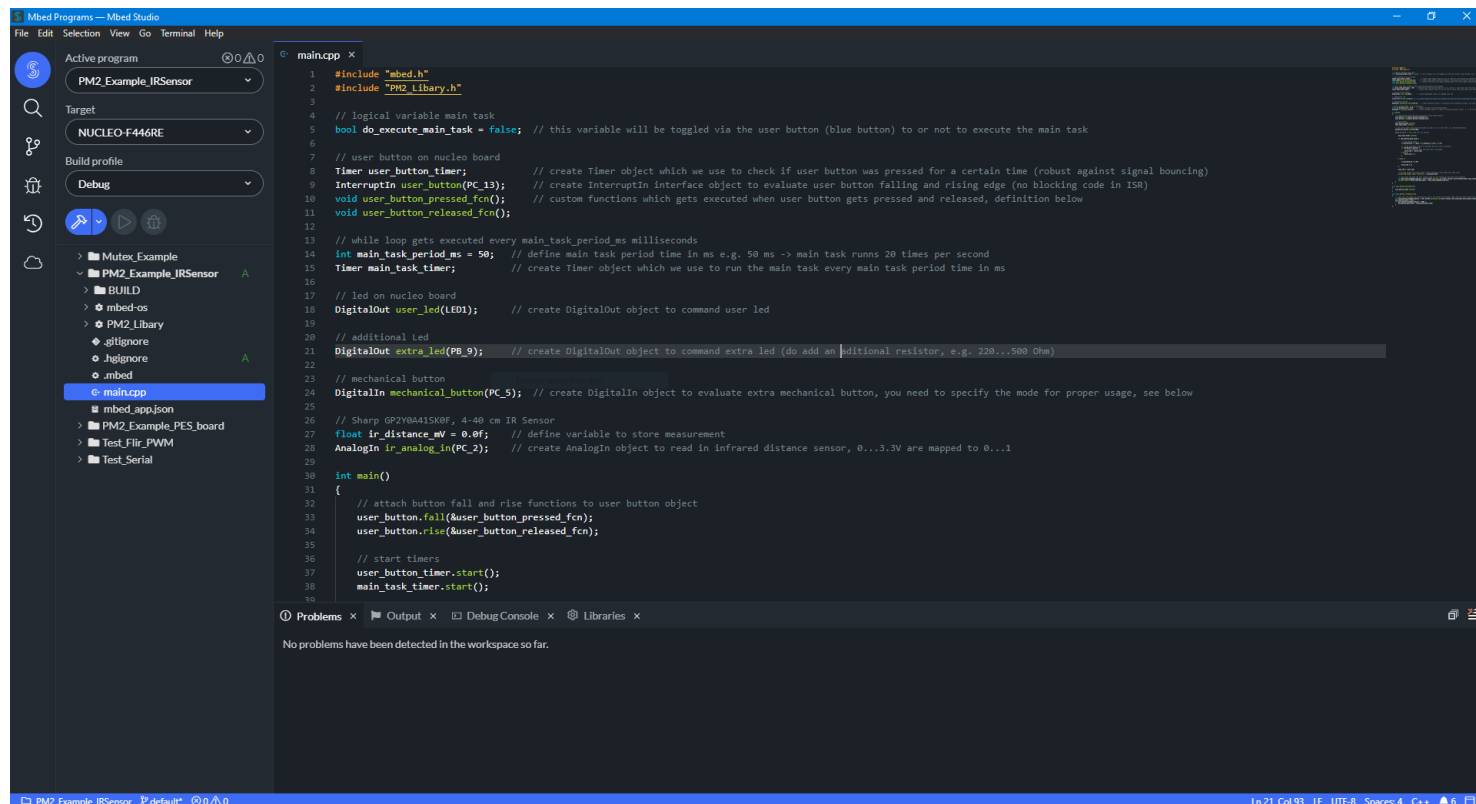 Mbed Programs — Mbed Studio
File Edit Selection View Go Terminal Help
Active program 0 0
PM2_Example_IRSensor
Target
NUCLEO-F446RE
Build profile
Debug
Mutex_Example
PM2_Example_IRSensor A
BUILD
mbed-os
PM2_Libary
.gitignore
.hgignore A
.mbed
main.cpp
mbed_app.json
PM2_Example_PES_board
Test_Flir_PWM
Test_Serial
main.cpp ×
1 #include "mbed.h"
2 #include "PM2_Libary.h"
3
4 // logical variable main task
5 bool do_execute_main_task = false; // this variable will be toggled via the user button (blue button) to or not to execute the main task
6
7 // user button on nucleo board
8 Timer user_button_timer; // create Timer object which we use to check if user button was pressed for a certain time (robust against signal bouncing)
9 InterruptIn user_button(PC_13); // create InterruptIn interface object to evaluate user button falling and rising edge (no blocking code in ISR)
10 void user_button_pressed_fcn(); // custom functions which gets executed when user button gets pressed and released, definition below
11 void user_button_released_fcn();
12
13 // while loop gets executed every main_task_period_ms milliseconds
14 int main_task_period_ms = 50; // define main task period time in ms e.g. 50 ms -> main task runns 20 times per second
15 Timer main_task_timer; // create Timer object which we use to run the main task every main task period time in ms
16
17 // led on nucleo board
18 DigitalOut user_led(LED1); // create DigitalOut object to command user led
19
20 // additional Led
21 DigitalOut extra_led(PB_9); // create DigitalOut object to command extra led (do add an aditional resistor, e.g. 220...500 Ohm)
22
23 // mechanical button
24 DigitalIn mechanical_button(PC_5); // create DigitalIn object to evaluate extra mechanical button, you need to specify the mode for proper usage, see below
25
26 // Sharp GP2Y0A41SK0F, 4-40 cm IR Sensor
27 float ir_distance_mV = 0.0f; // define variable to store measurement
28 AnalogIn ir_analog_in(PC_2); // create AnalogIn object to read in infrared distance sensor, 0...3.3V are mapped to 0...1
29
30 int main()
31 {
32 // attach button fall and rise functions to user button object
33 user_button.fall(&user_button_pressed_fcn);
34 user_button.rise(&user_button_released_fcn);
35
36 // start timers
37 user_button_timer.start();
38 main_task_timer.start();
39
Problems × Output × Debug Console × Libraries ×
No problems have been detected in the workspace so far.
PM2_Example_IRSensor default* 0 0 Ln 21, Col 93 LF UTF-8 Spaces: 4 C++ 6